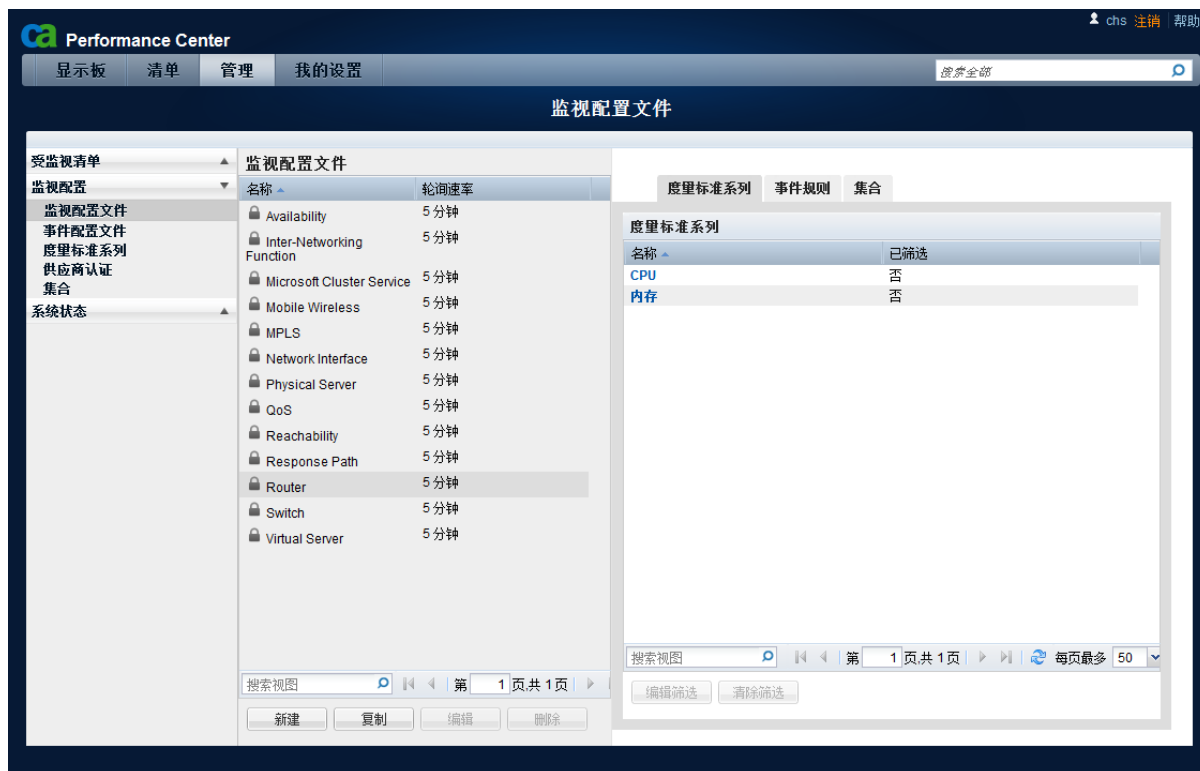 chs 注销 帮助
ca Performance Center
显示板 清单 管理 我的设置 搜索全部
监视配置文件
受监视清单
监视配置
监视配置文件
事件配置文件
度量标准系列
供应商认证
集合
系统状态
监视配置文件
名称 轮询速率
Availability 5 分钟
Inter-Networking 5 分钟
Function
Microsoft Cluster Service 5 分钟
Mobile Wireless 5 分钟
MPLS 5 分钟
Network Interface 5 分钟
Physical Server 5 分钟
QoS 5 分钟
Reachability 5 分钟
Response Path 5 分钟
Router 5 分钟
Switch 5 分钟
Virtual Server 5 分钟
搜索视图 第 1 页,共 1 页
新建 复制 编辑 删除
度量标准系列 事件规则 集合
度量标准系列
名称 已筛选
CPU 否
内存 否
搜索视图 第 1 页,共 1 页 每页最多 50
编辑筛选 清除筛选